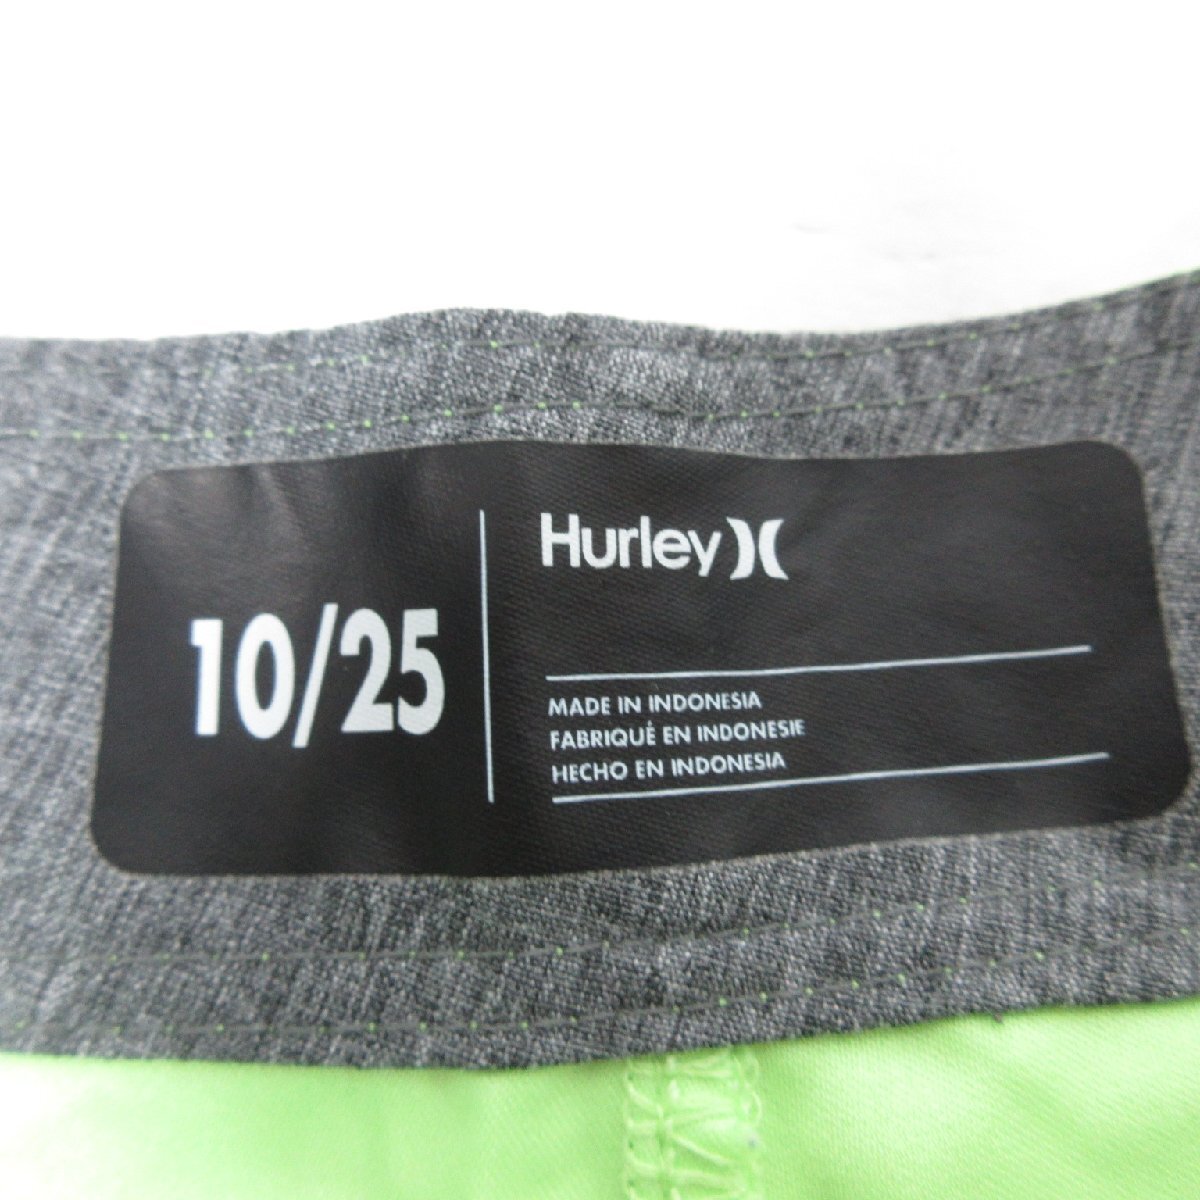 10/25
Hurley
MADE IN INDONESIA
FABRIQUÉ EN INDONESIE
HECHO EN INDONESIA